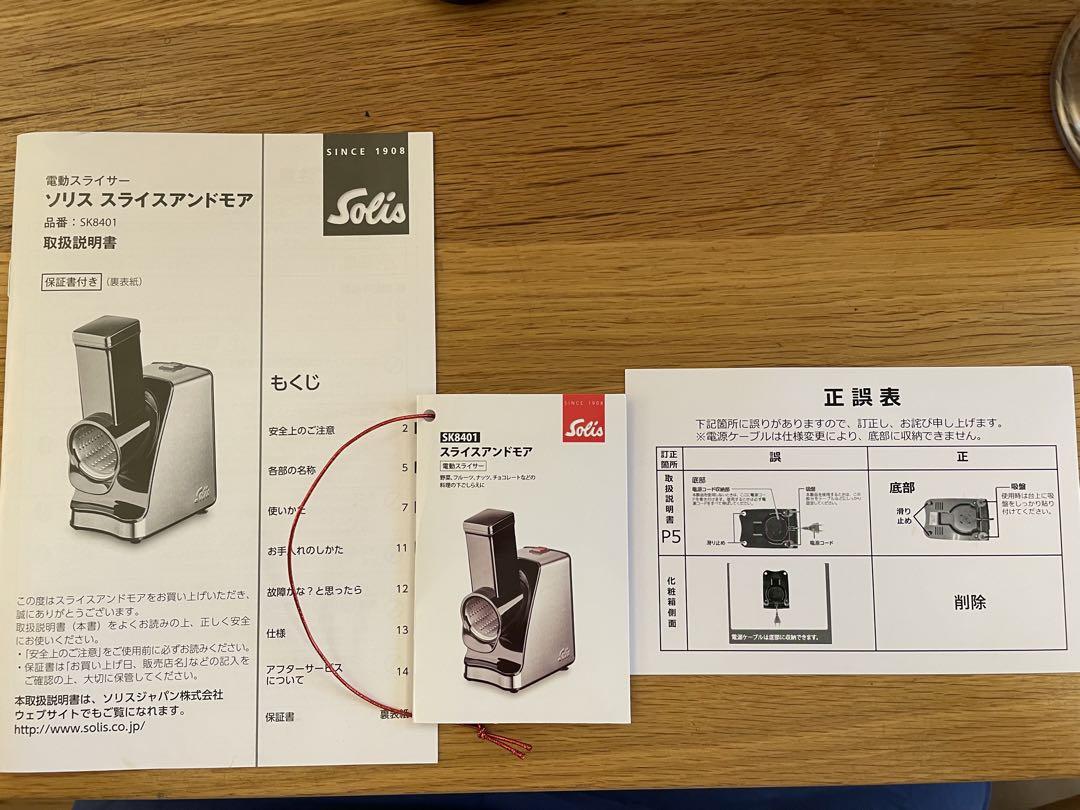 電動スライサー
ソリス スライスアンドモア
品番：SK8401
取扱説明書
保証書付き（裏表紙）
SINCE 1908
Solis
もくじ
安全上のご注意 2
各部の名称 5
使いかた 7
お手入れのしかた 11
故障かな？と思ったら 12
仕様 13
アフターサービス
について 14
保証書 裏表紙
この度はスライスアンドモアをお買い上げいただき、
誠にありがとうございます。
取扱説明書（本書）をよくお読みの上、正しく安全
にお使いください。
・「安全上のご注意」をご使用前に必ずお読みください。
・保証書は「お買い上げ日、販売店名」などの記入を
ご確認の上、大切に保管してください。
本取扱説明書は、ソリスジャパン株式会社
ウェブサイトでもご覧になれます。
http://www.solis.co.jp/
Solis
SINCE 1908
Solis
SK8401
スライスアンドモア
電動スライサー
野菜、フルーツ、ナッツ、チョコレートなどの
料理の下ごしらえに
Solis
正誤表
下記箇所に誤りがありますので、訂正し、お詫び申し上げます。
※電源ケーブルは仕様変更により、底部に収納できません。
訂正箇所 誤 正
取扱説明書 P5
底部
電源コード収納部
吸盤
滑り止め
電源コード
底部
滑り止め
吸盤
使用時は台上に吸
盤をしっかり貼り
付けてください。
化粧箱側面
電源ケーブルは底部に収納できます。
削除